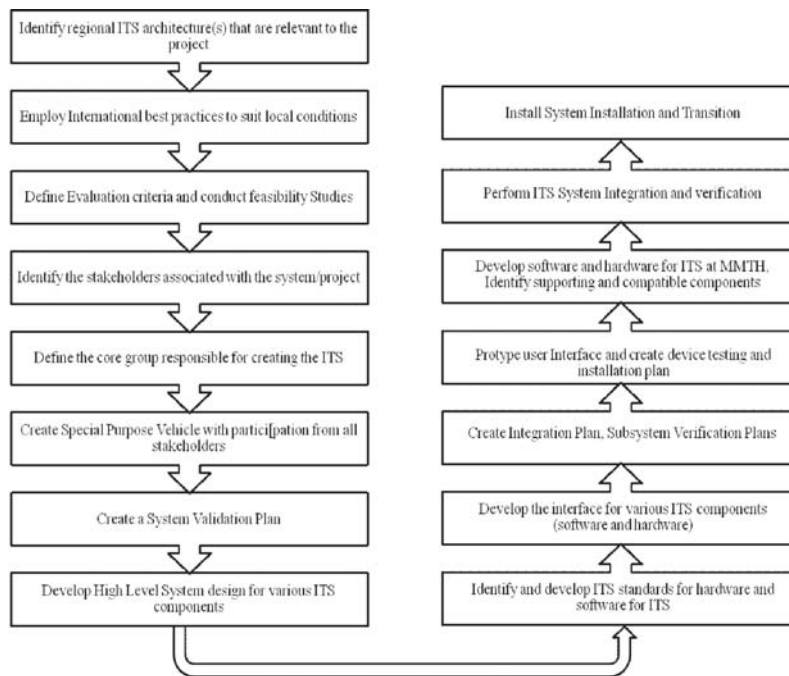 Identify regional ITS architecture(s) that are relevant to the
project
Employ International best practices to suit local conditions
Define Evaluation criteria and conduct feasibility Studies
Identify the stakeholders associated with the system/project
Define the core group responsible for creating the ITS
Create Special Purpose Vehicle with partici[pation from all
stakeholders
Create a System Validation Plan
Develop High Level System design for various ITS
components
Identify and develop ITS standards for hardware and
software for ITS
Develop the interface for various ITS components
(software and hardware)
Create Integration Plan, Subsystem Verification Plans
Protype user Interface and create device testing and
installation plan
Develop software and hardware for ITS at MMTH,
Identify supporting and compatible components
Perform ITS System Integration and verification
Install System Installation and Transition